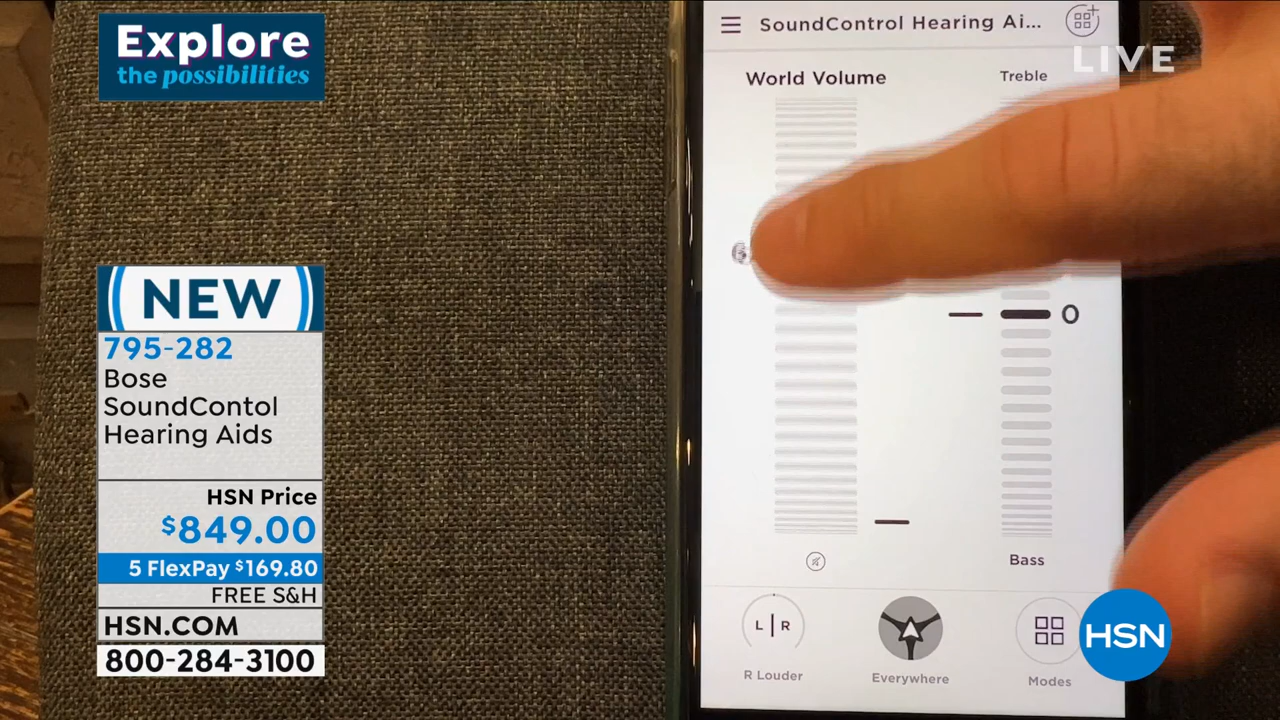 Explore
the possibilities
NEW
795-282
Bose
SoundContol
Hearing Aids
HSN Price
$849.00
5 FlexPay $169.80
FREE S&H
HSN.COM
800-284-3100
SoundControl Hearing Ai...
LIVE
World Volume
Treble
0
Bass
L R
R Louder
Everywhere
Modes
HSN